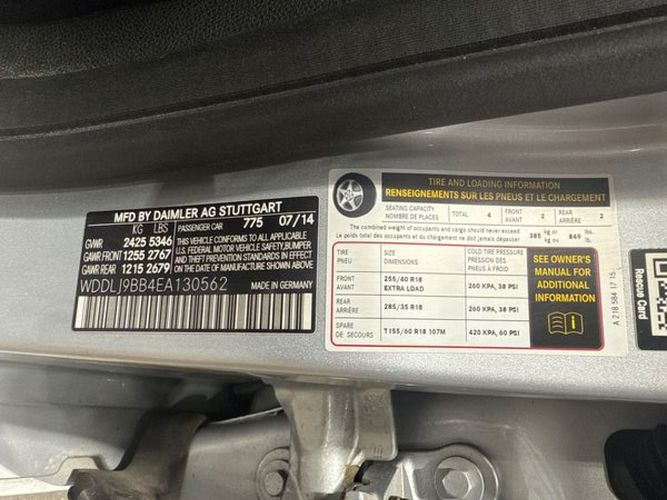 MFD BY DAIMLER AG STUTTGART
KG LBS PASSENGER CAR 775 07/14
GVWR 2425 5346
GAWR FRONT 1255 2767
GAWR REAR 1215 2679
THIS VEHICLE CONFORMS TO ALL APPLICABLE
U.S. FEDERAL MOTOR VEHICLE SAFETY, BUMPER
AND THEFT PREVENTION STANDARDS IN EFFECT
ON THE DATE OF MANUFACTURE SHOWN ABOVE
WDDLJ9BB4EA130562
TIRE AND LOADING INFORMATION
RENSEIGNEMENTS SUR LES PNEUS ET LE CHARGEMENT
SEATING CAPACITY TOTAL 4 FRONT 2 REAR 2
NOMBRE DE PLACES AVANT ARRIÈRE
The combined weight of occupants and cargo should never exceed 385 kg or 849 lbs.
Le poids total des occupants et du chargement ne doit jamais dépasser kg ou lb.
TIRE SIZE COLD TIRE PRESSURE
PNEU DIMENSIONS PRESSION DES PNEUS À FROID
FRONT 255/40 R18 260 KPA, 38 PSI
AVANT EXTRA LOAD
REAR 285/35 R18 260 KPA, 38 PSI
ARRIÈRE
SPARE T155/60 R18 107M 420 KPA, 60 PSI
DE SECOURS
SEE OWNER'S
MANUAL FOR
ADDITIONAL
INFORMATION
A 218 584 17 15
Rescue Card